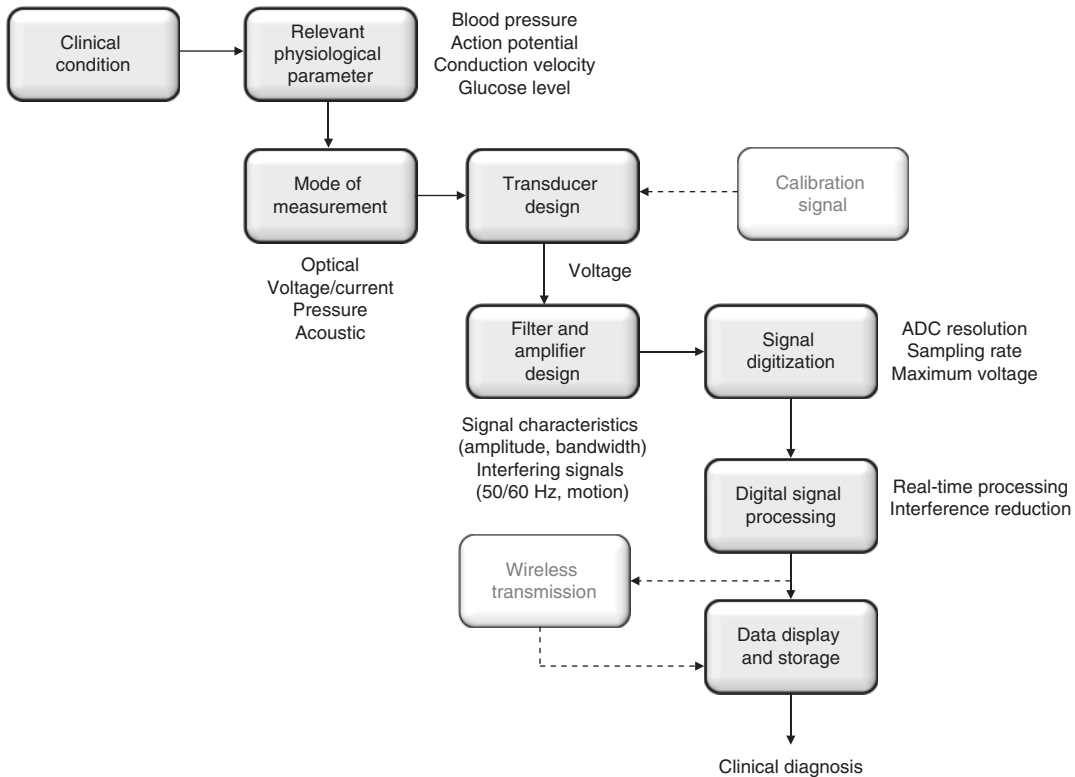 Clinical
condition
Relevant
physiological
parameter
Blood pressure
Action potential
Conduction velocity
Glucose level
Mode of
measurement
Optical
Voltage/current
Pressure
Acoustic
Transducer
design
Calibration
signal
Voltage
Filter and
amplifier
design
Signal characteristics
(amplitude, bandwidth)
Interfering signals
(50/60 Hz, motion)
Signal
digitization
ADC resolution
Sampling rate
Maximum voltage
Digital signal
processing
Real-time processing
Interference reduction
Wireless
transmission
Data display
and storage
Clinical diagnosis